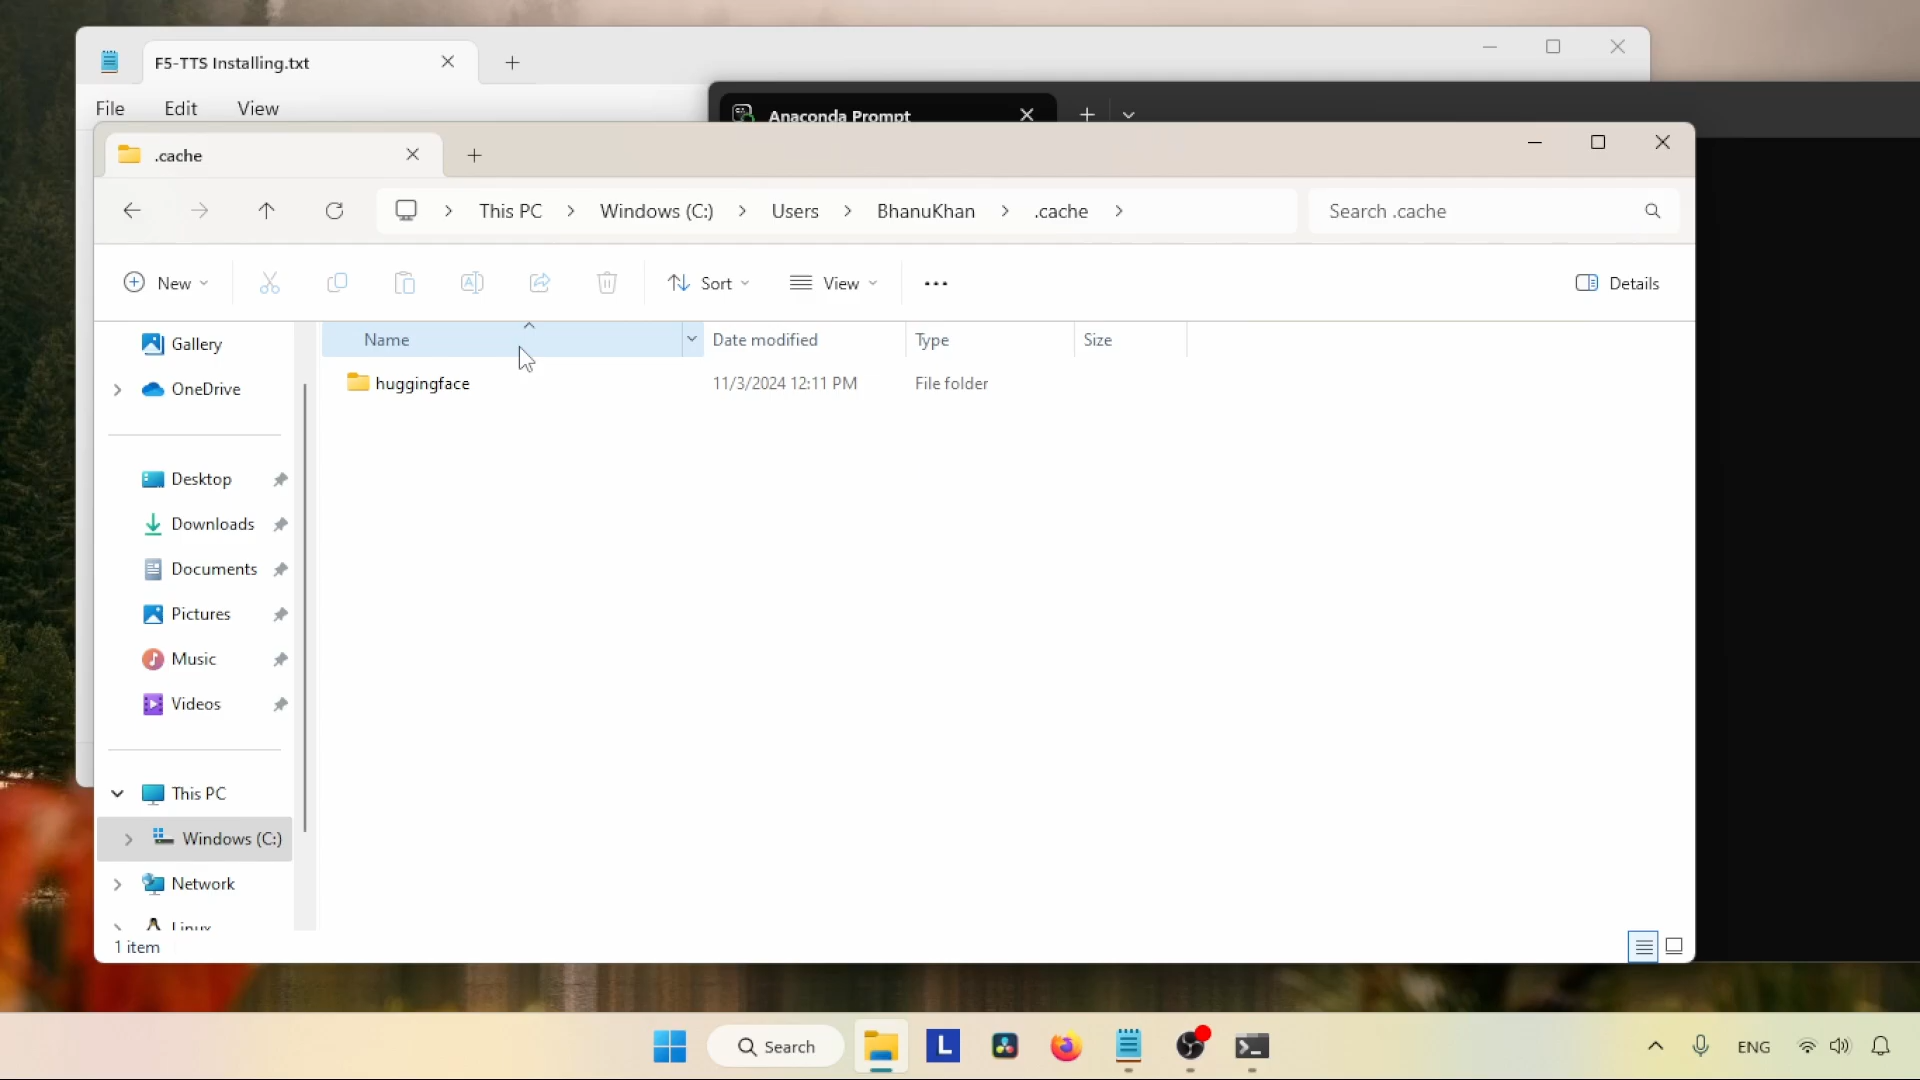 F5-TTS Installing.txt
File Edit View
Anaconda Prompt
.cache
This PC Windows (C:) Users BhanuKhan .cache
Search .cache
New Sort View Details
Name Date modified Type Size
huggingface 11/3/2024 12:11 PM File folder
Gallery
OneDrive
Desktop
Downloads
Documents
Pictures
Music
Videos
This PC
Windows (C:)
Network
Linux
1 item
Search
L
ENG